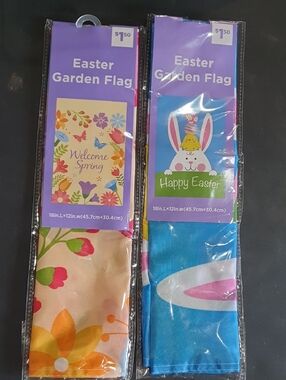 $1.50
Easter
Garden Flag
Welcome
Spring
18in.L×12in.w(45.7cm×30.4cm)
$1.50
Easter
Garden Flag
Happy Easter
18in.L×12in.w(45.7cm×30.4cm)